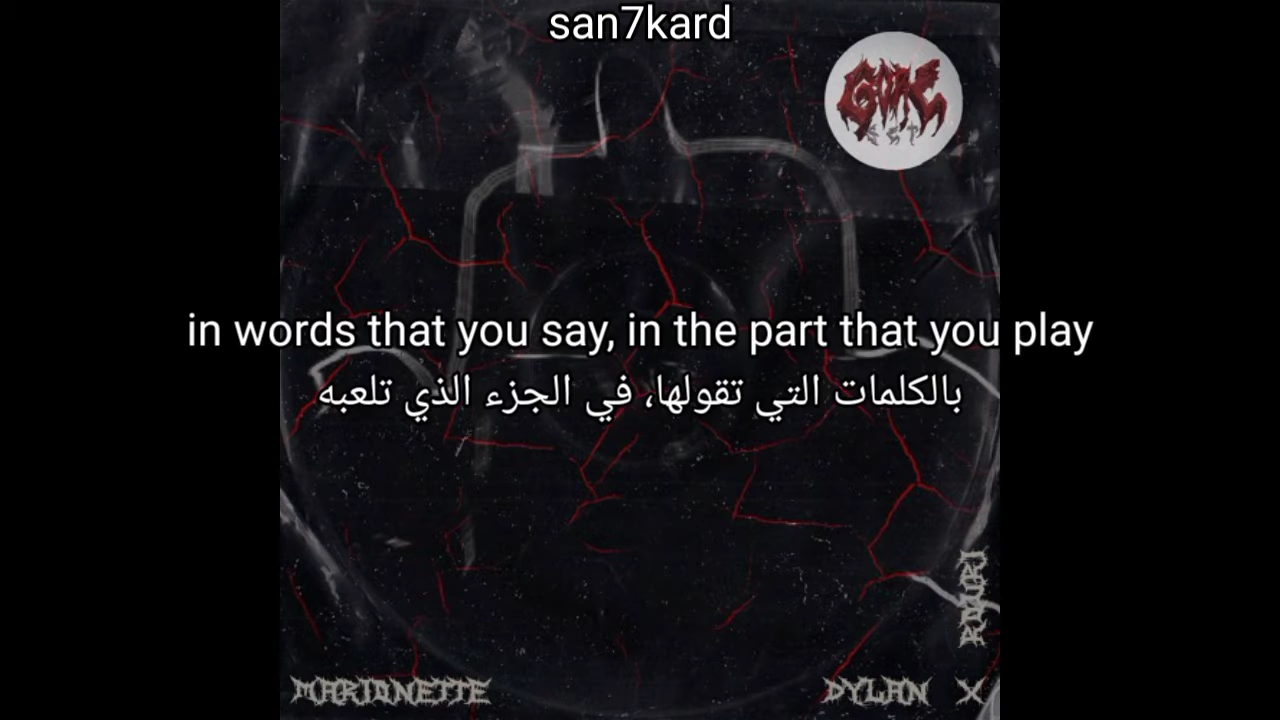 san7kard
in words that you say, in the part that you play
بالكلمات التي تقولها، في الجزء الذي تلعبه
MARIONETTE
DYLAN X